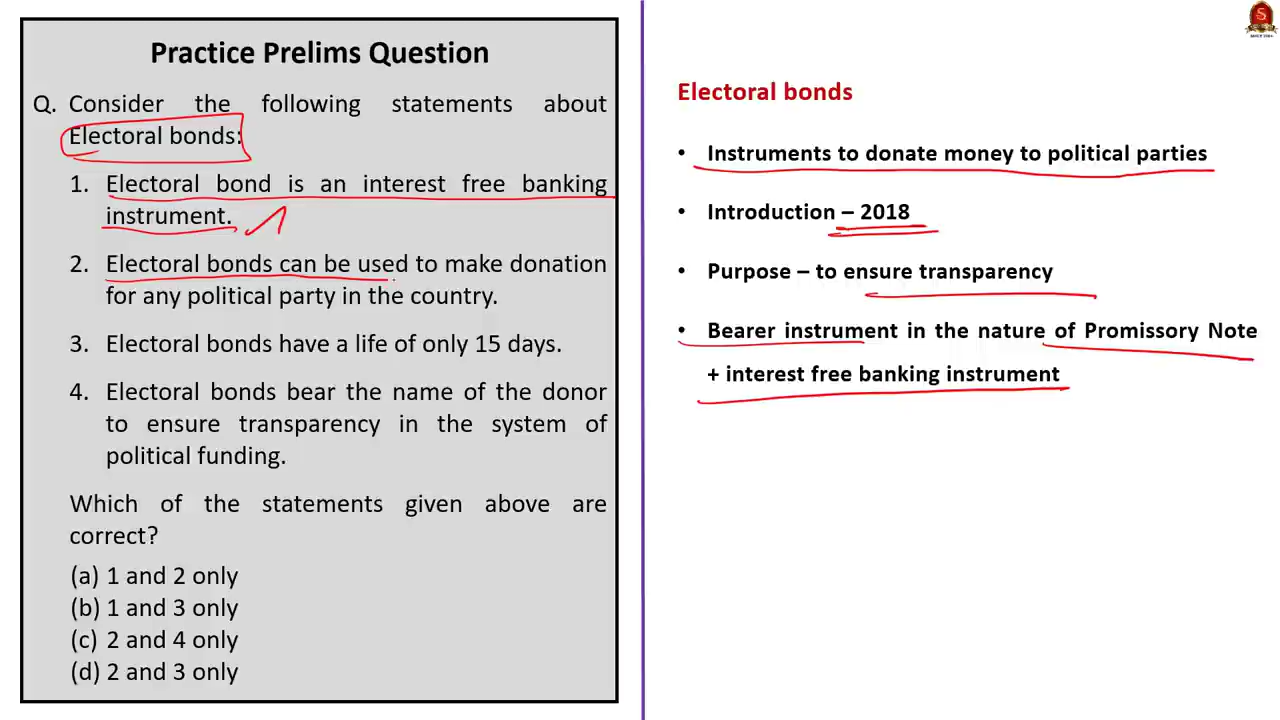 Practice Prelims Question
Q. Consider the following statements about
Electoral bonds:
1. Electoral bond is an interest free banking
instrument.
2. Electoral bonds can be used to make donation
for any political party in the country.
3. Electoral bonds have a life of only 15 days.
4. Electoral bonds bear the name of the donor
to ensure transparency in the system of
political funding.
Which of the statements given above are
correct?
(a) 1 and 2 only
(b) 1 and 3 only
(c) 2 and 4 only
(d) 2 and 3 only
Electoral bonds
• Instruments to donate money to political parties
• Introduction – 2018
• Purpose – to ensure transparency
• Bearer instrument in the nature of Promissory Note
+ interest free banking instrument